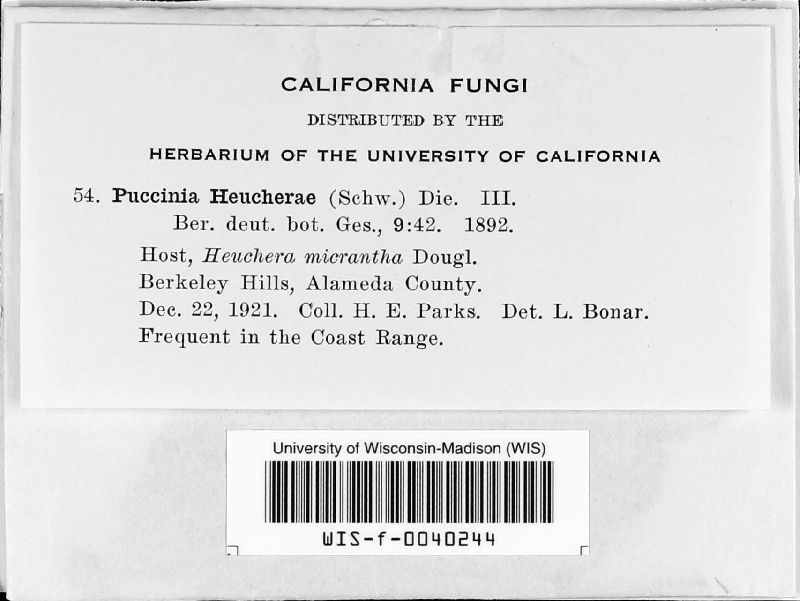 CALIFORNIA FUNGI
DISTRIBUTED BY THE
HERBARIUM OF THE UNIVERSITY OF CALIFORNIA
54. Puccinia Heucherae (Schw.) Die. III.
Ber. deut. bot. Ges., 9:42. 1892.
Host, Heuchera micrantha Dougl.
Berkeley Hills, Alameda County.
Dec. 22, 1921. Coll. H. E. Parks. Det. L. Bonar.
Frequent in the Coast Range.
University of Wisconsin-Madison (WIS)
WIS-f-0040244